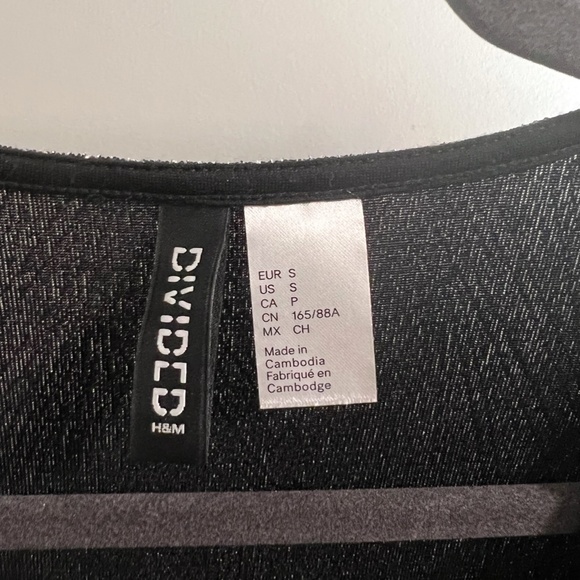 DIVIDED
H&M
EUR S
US S
CA P
CN 165/88A
MX CH
Made in
Cambodia
Fabriqué en
Cambodge